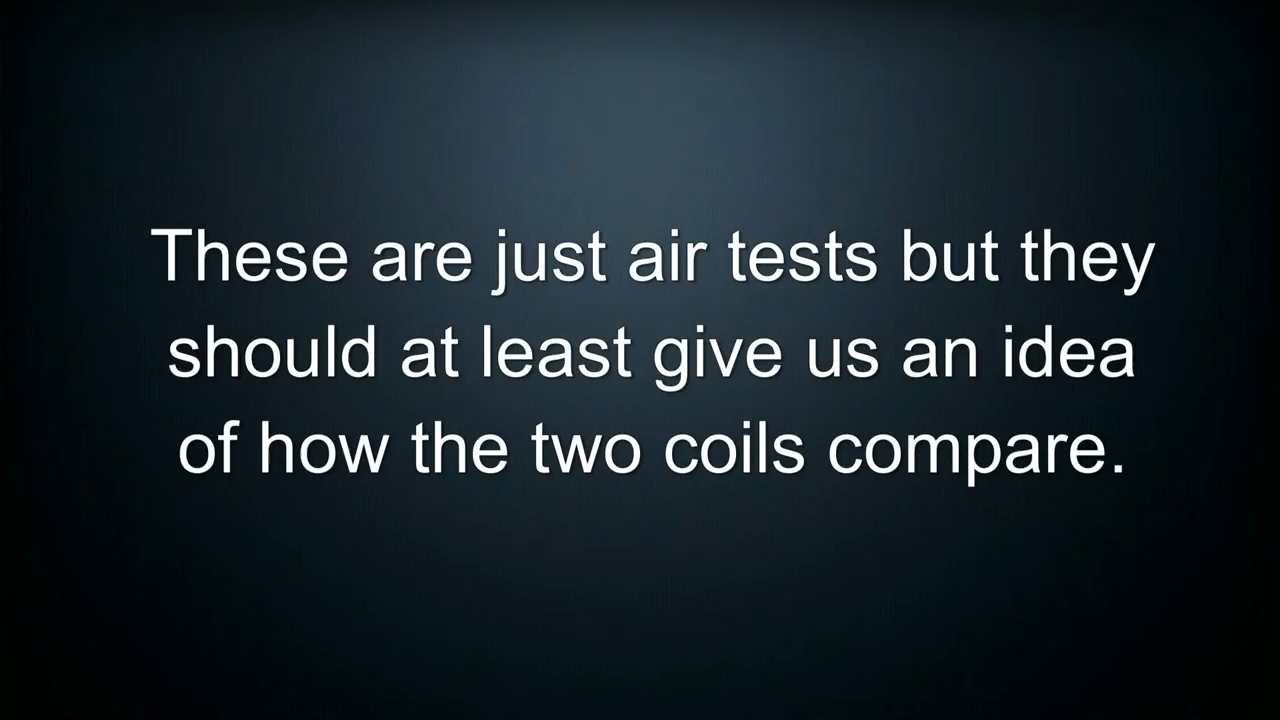 These are just air tests but they
should at least give us an idea
of how the two coils compare.